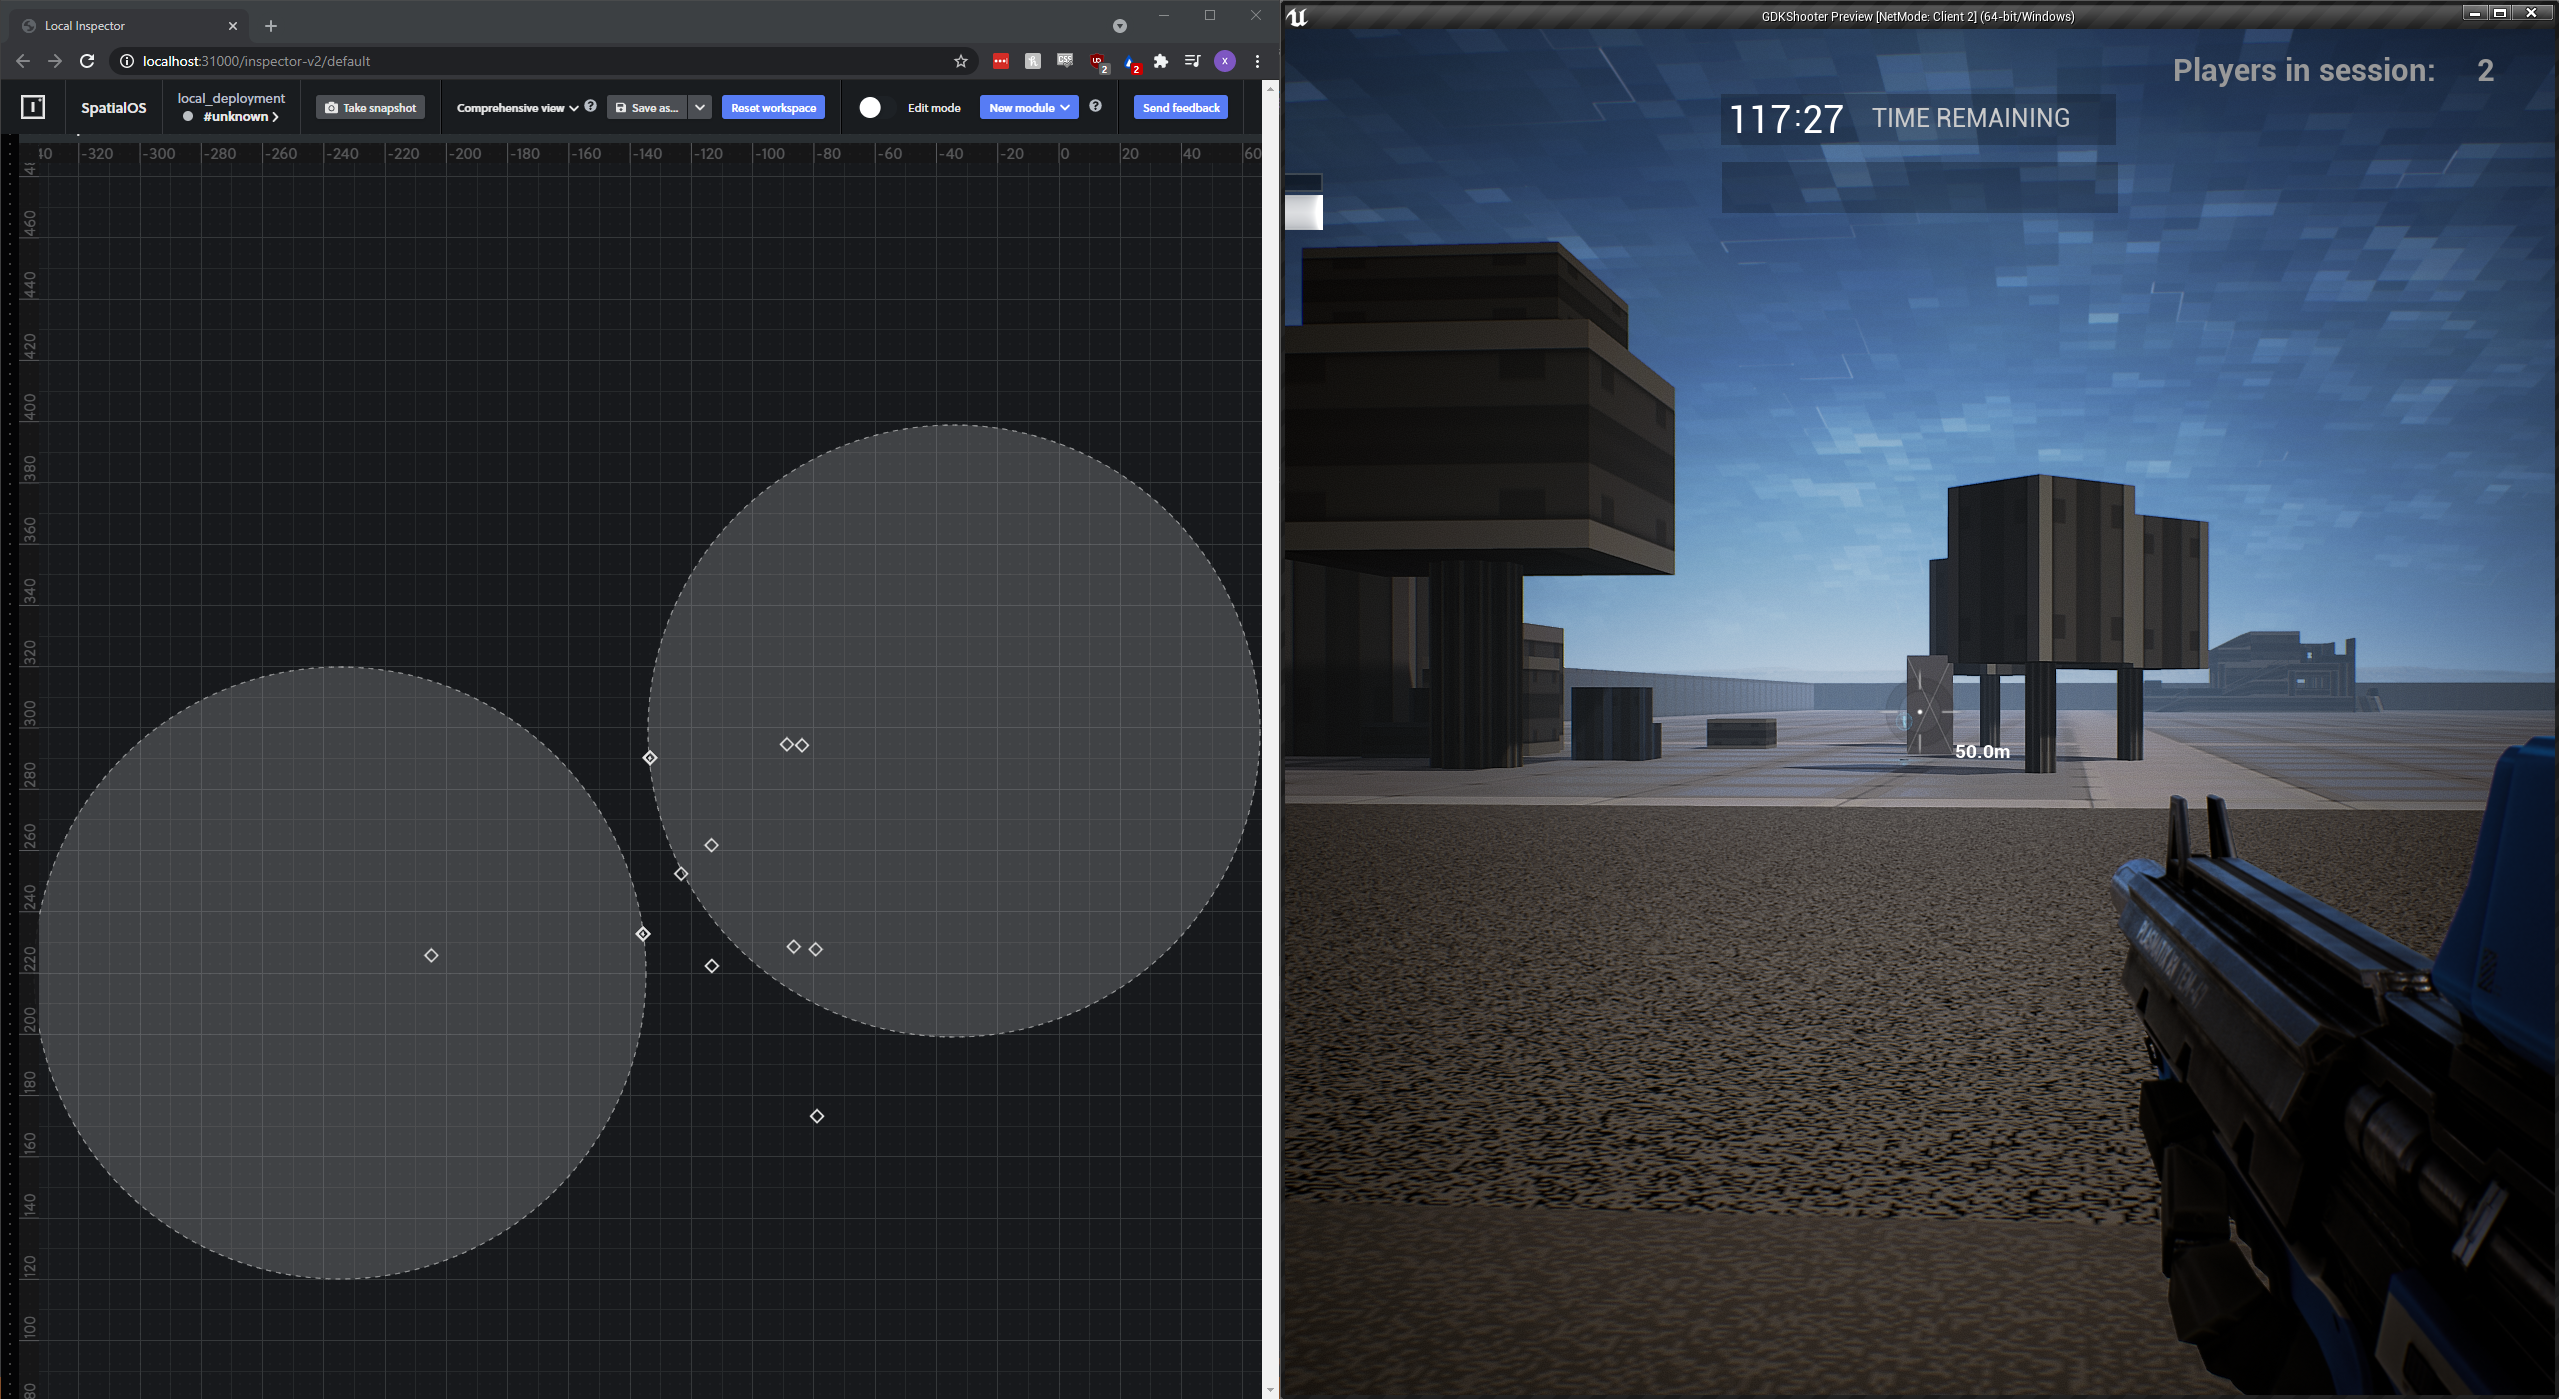 Local Inspector
localhost:31000/inspector-v2/default
2
2
X
SpatialOS
local_deployment
#unknown
Take snapshot
Comprehensive view
Save as...
Reset workspace
Edit mode
New module
Send feedback
-320 -300 -280 -260 -240 -220 -200 -180 -160 -140 -120 -100 -80 -60 -40 -20 0 20 40 60
460
440
420
400
380
360
340
320
300
280
260
240
220
200
180
160
140
120
100
80
GDKShooter Preview [NetMode: Client 2] (64-bit/Windows)
Players in session: 2
117:27 TIME REMAINING
50.0m